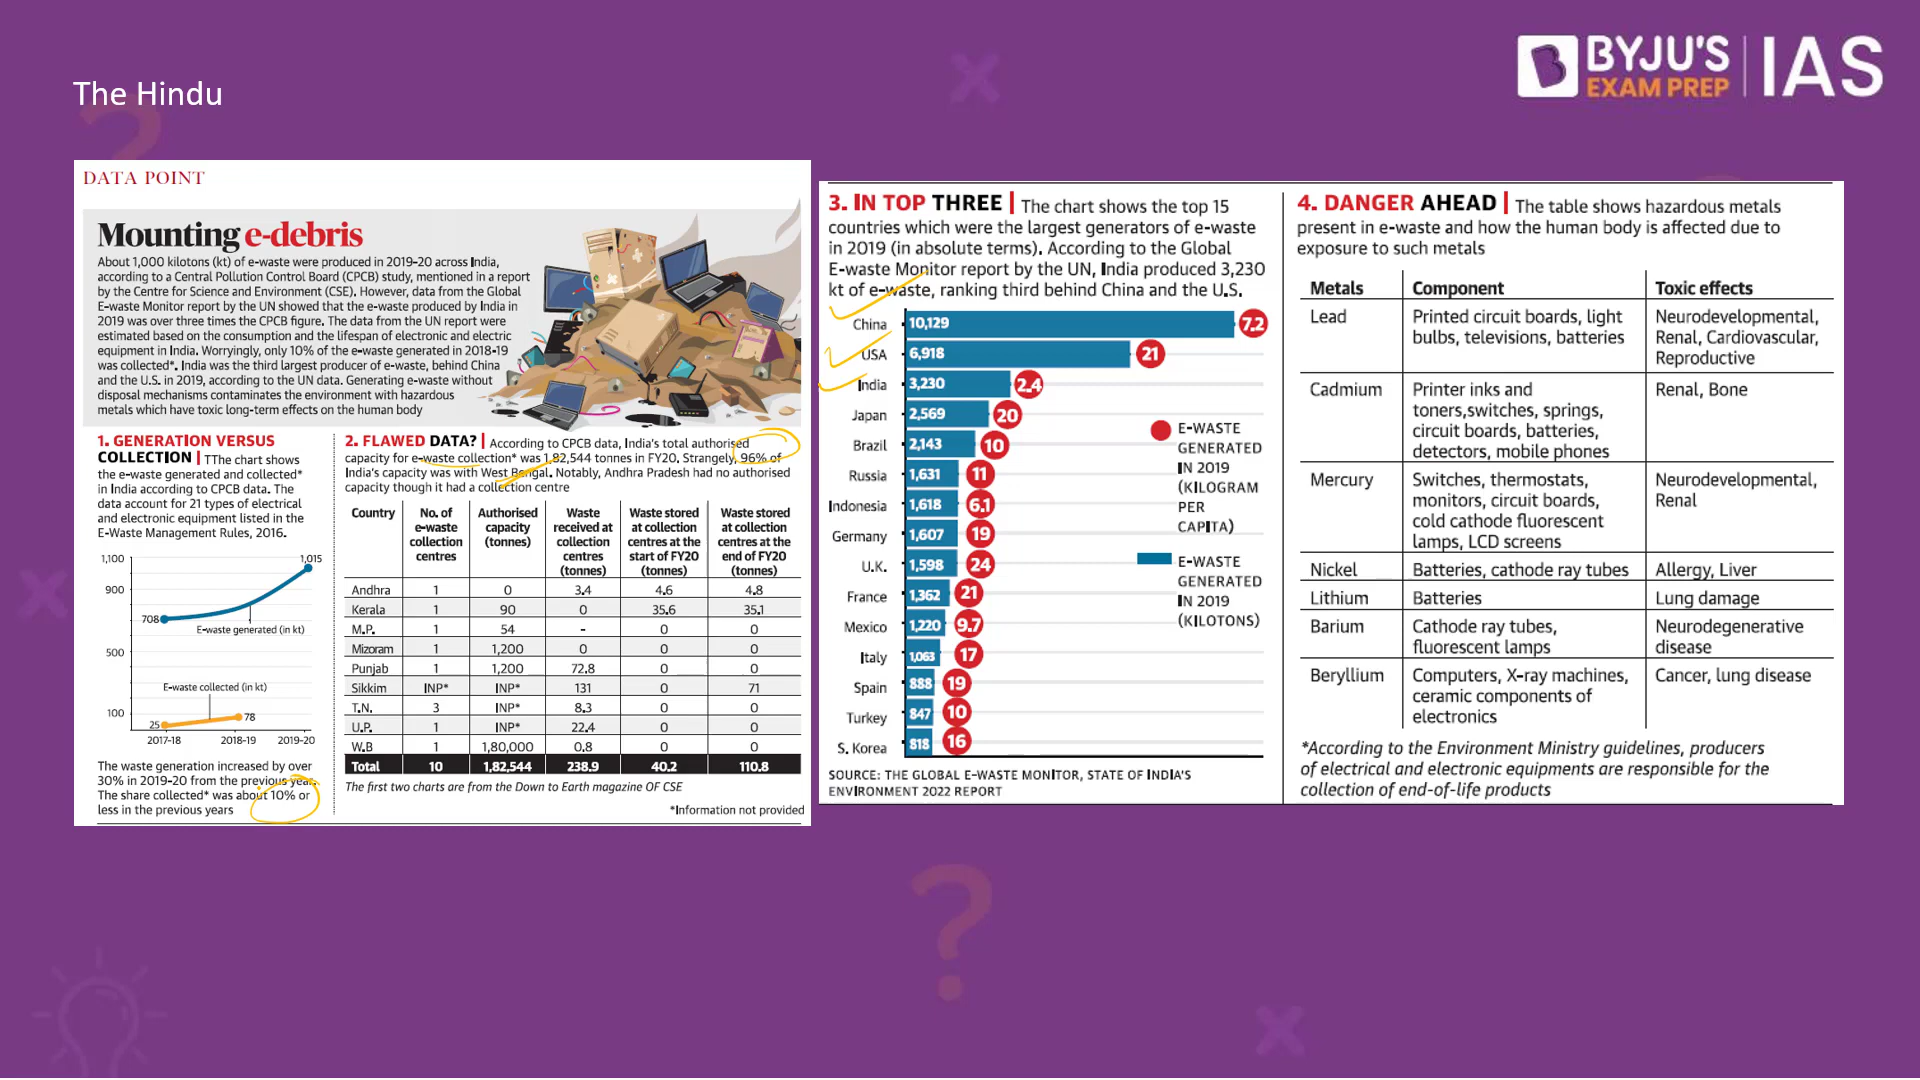 The Hindu
BYJU'S
EXAM PREP
IAS
DATA POINT
Mounting e-debris
About 1,000 kilotons (kt) of e-waste were produced in 2019-20 across India,
according to a Central Pollution Control Board (CPCB) study, mentioned in a report
by the Centre for Science and Environment (CSE). However, data from the Global
E-waste Monitor report by the UN showed that the e-waste produced by India in
2019 was over three times the CPCB figure. The data from the UN report were
estimated based on the consumption and the lifespan of electronic and electric
equipment in India. Worryingly, only 10% of the e-waste generated in 2018-19
was collected*. India was the third largest producer of e-waste, behind China
and the U.S. in 2019, according to the UN data. Generating e-waste without
disposal mechanisms contaminates the environment with hazardous
metals which have toxic long-term effects on the human body
1. GENERATION VERSUS
COLLECTION | TThe chart shows
the e-waste generated and collected*
in India according to CPCB data. The
data account for 21 types of electrical
and electronic equipment listed in the
E-Waste Management Rules, 2016.
1,100
1,015
900
708
E-waste generated (in kt)
500
E-waste collected (in kt)
100
25
78
2017-18 2018-19 2019-20
The waste generation increased by over
30% in 2019-20 from the previous year.
The share collected* was about 10% or
less in the previous years
2. FLAWED DATA? | According to CPCB data, India's total authorised
capacity for e-waste collection* was 1,82,544 tonnes in FY20. Strangely, 96% of
India's capacity was with West Bengal. Notably, Andhra Pradesh had no authorised
capacity though it had a collection centre
Country | No. of e-waste collection centres | Authorised capacity (tonnes) | Waste received at collection centres (tonnes) | Waste stored at collection centres at the start of FY20 (tonnes) | Waste stored at collection centres at the end of FY20 (tonnes)
Andhra 1 0 3.4 4.6 4.8
Kerala 1 90 0 35.6 35.1
M.P. 1 54 - 0 0
Mizoram 1 1,200 0 0 0
Punjab 1 1,200 72.8 0 0
Sikkim INP* INP* 131 0 71
T.N. 3 INP* 8.3 0 0
U.P. 1 INP* 22.4 0 0
W.B 1 1,80,000 0.8 0 0
Total 10 1,82,544 238.9 40.2 110.8
The first two charts are from the Down to Earth magazine OF CSE
*Information not provided
3. IN TOP THREE | The chart shows the top 15
countries which were the largest generators of e-waste
in 2019 (in absolute terms). According to the Global
E-waste Monitor report by the UN, India produced 3,230
kt of e-waste, ranking third behind China and the U.S.
China 10,129 7.2
USA 6,918 21
India 3,230 2.4
Japan 2,569 20
Brazil 2,143 10
Russia 1,631 11
Indonesia 1,618 6.1
Germany 1,607 19
U.K. 1,598 24
France 1,362 21
Mexico 1,220 9.7
Italy 1,063 17
Spain 888 19
Turkey 847 10
S. Korea 818 16
E-WASTE
GENERATED
IN 2019
(KILOGRAM
PER
CAPITA)
E-WASTE
GENERATED
IN 2019
(KILOTONS)
SOURCE: THE GLOBAL E-WASTE MONITOR, STATE OF INDIA'S
ENVIRONMENT 2022 REPORT
4. DANGER AHEAD | The table shows hazardous metals
present in e-waste and how the human body is affected due to
exposure to such metals
Metals Component Toxic effects
Lead Printed circuit boards, light Neurodevelopmental,
bulbs, televisions, batteries Renal, Cardiovascular,
Reproductive
Cadmium Printer inks and Renal, Bone
toners,switches, springs,
circuit boards, batteries,
detectors, mobile phones
Mercury Switches, thermostats, Neurodevelopmental,
monitors, circuit boards, Renal
cold cathode fluorescent
lamps, LCD screens
Nickel Batteries, cathode ray tubes Allergy, Liver
Lithium Batteries Lung damage
Barium Cathode ray tubes, Neurodegenerative
fluorescent lamps disease
Beryllium Computers, X-ray machines, Cancer, lung disease
ceramic components of
electronics
*According to the Environment Ministry guidelines, producers
of electrical and electronic equipments are responsible for the
collection of end-of-life products